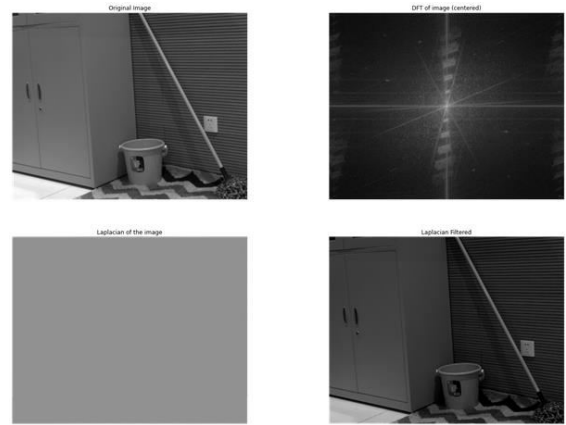 Original Image
DFT of image (centered)
Laplacian of the image
Laplacian Filtered